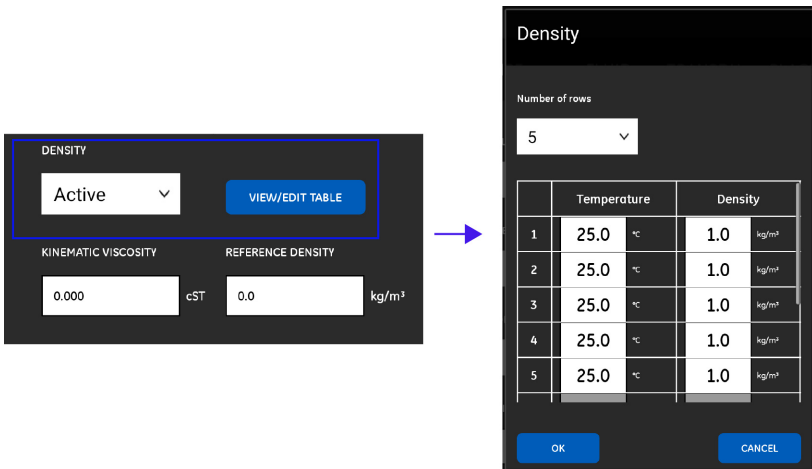 DENSITY
Active
VIEW/EDIT TABLE
KINEMATIC VISCOSITY REFERENCE DENSITY
0.000 cST 0.0 kg/m³
Density
Number of rows
5
Temperature Density
1 25.0 °C 1.0 kg/m³
2 25.0 °C 1.0 kg/m³
3 25.0 °C 1.0 kg/m³
4 25.0 °C 1.0 kg/m³
5 25.0 °C 1.0 kg/m³
OK CANCEL